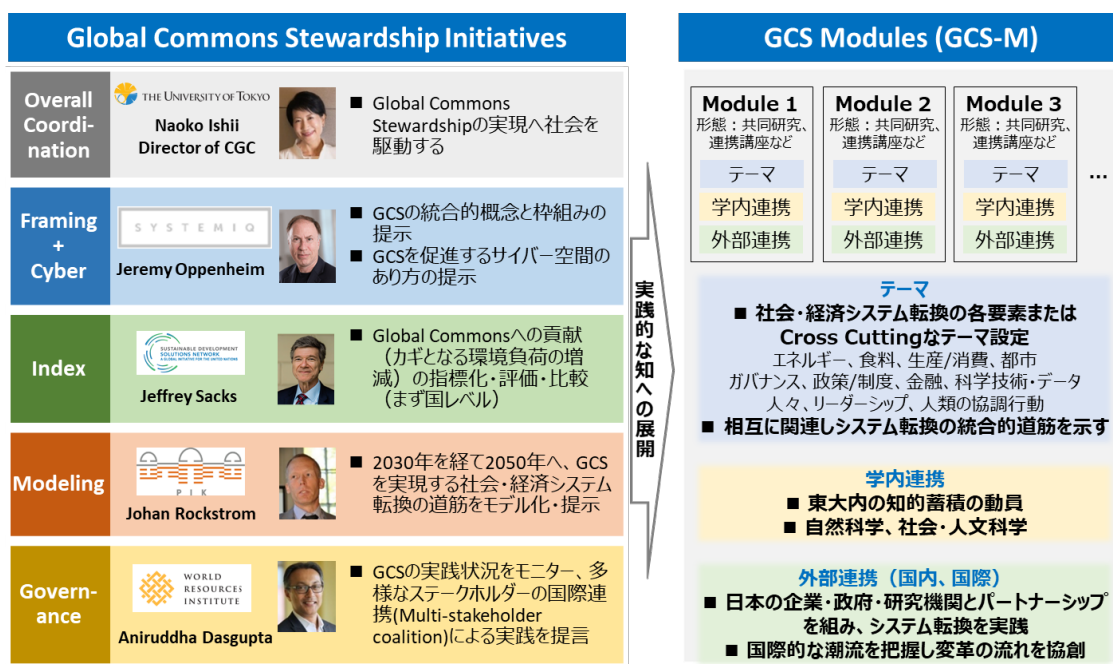 Global Commons Stewardship Initiatives
Overall
Coordi-
nation
THE UNIVERSITY OF TOKYO
Naoko Ishii
Director of CGC
■ Global Commons
Stewardshipの実現へ社会を
駆動する
Framing
+
Cyber
SYSTEMIQ
Jeremy Oppenheim
■ GCSの統合的概念と枠組みの
提示
■ GCSを促進するサイバー空間の
あり方の提示
Index
SUSTAINABLE DEVELOPMENT
SOLUTIONS NETWORK
A GLOBAL INITIATIVE FOR THE UNITED NATIONS
Jeffrey Sacks
■ Global Commonsへの貢献
（カギとなる環境負荷の増
減）の指標化・評価・比較
（まず国レベル）
Modeling
PIK
Johan Rockstrom
■ 2030年を経て2050年へ、GCS
を実現する社会・経済システム
転換の道筋をモデル化・提示
Govern-
ance
WORLD
RESOURCES
INSTITUTE
Aniruddha Dasgupta
■ GCSの実践状況をモニター、多
様なステークホルダーの国際連
携(Multi-stakeholder
coalition)による実践を提言
実践的な知への展開
GCS Modules (GCS-M)
Module 1
形態：共同研究、
連携講座など
テーマ
学内連携
外部連携
Module 2
形態：共同研究、
連携講座など
テーマ
学内連携
外部連携
Module 3
形態：共同研究、
連携講座など
テーマ
学内連携
外部連携
…
テーマ
■ 社会・経済システム転換の各要素または
Cross Cuttingなテーマ設定
エネルギー、食料、生産/消費、都市
ガバナンス、政策/制度、金融、科学技術・データ
人々、リーダーシップ、人類の協調行動
■ 相互に関連しシステム転換の統合的道筋を示す
学内連携
■ 東大内の知的蓄積の動員
■ 自然科学、社会・人文科学
外部連携（国内、国際）
■ 日本の企業・政府・研究機関とパートナーシップ
を組み、システム転換を実践
■ 国際的な潮流を把握し変革の流れを協創